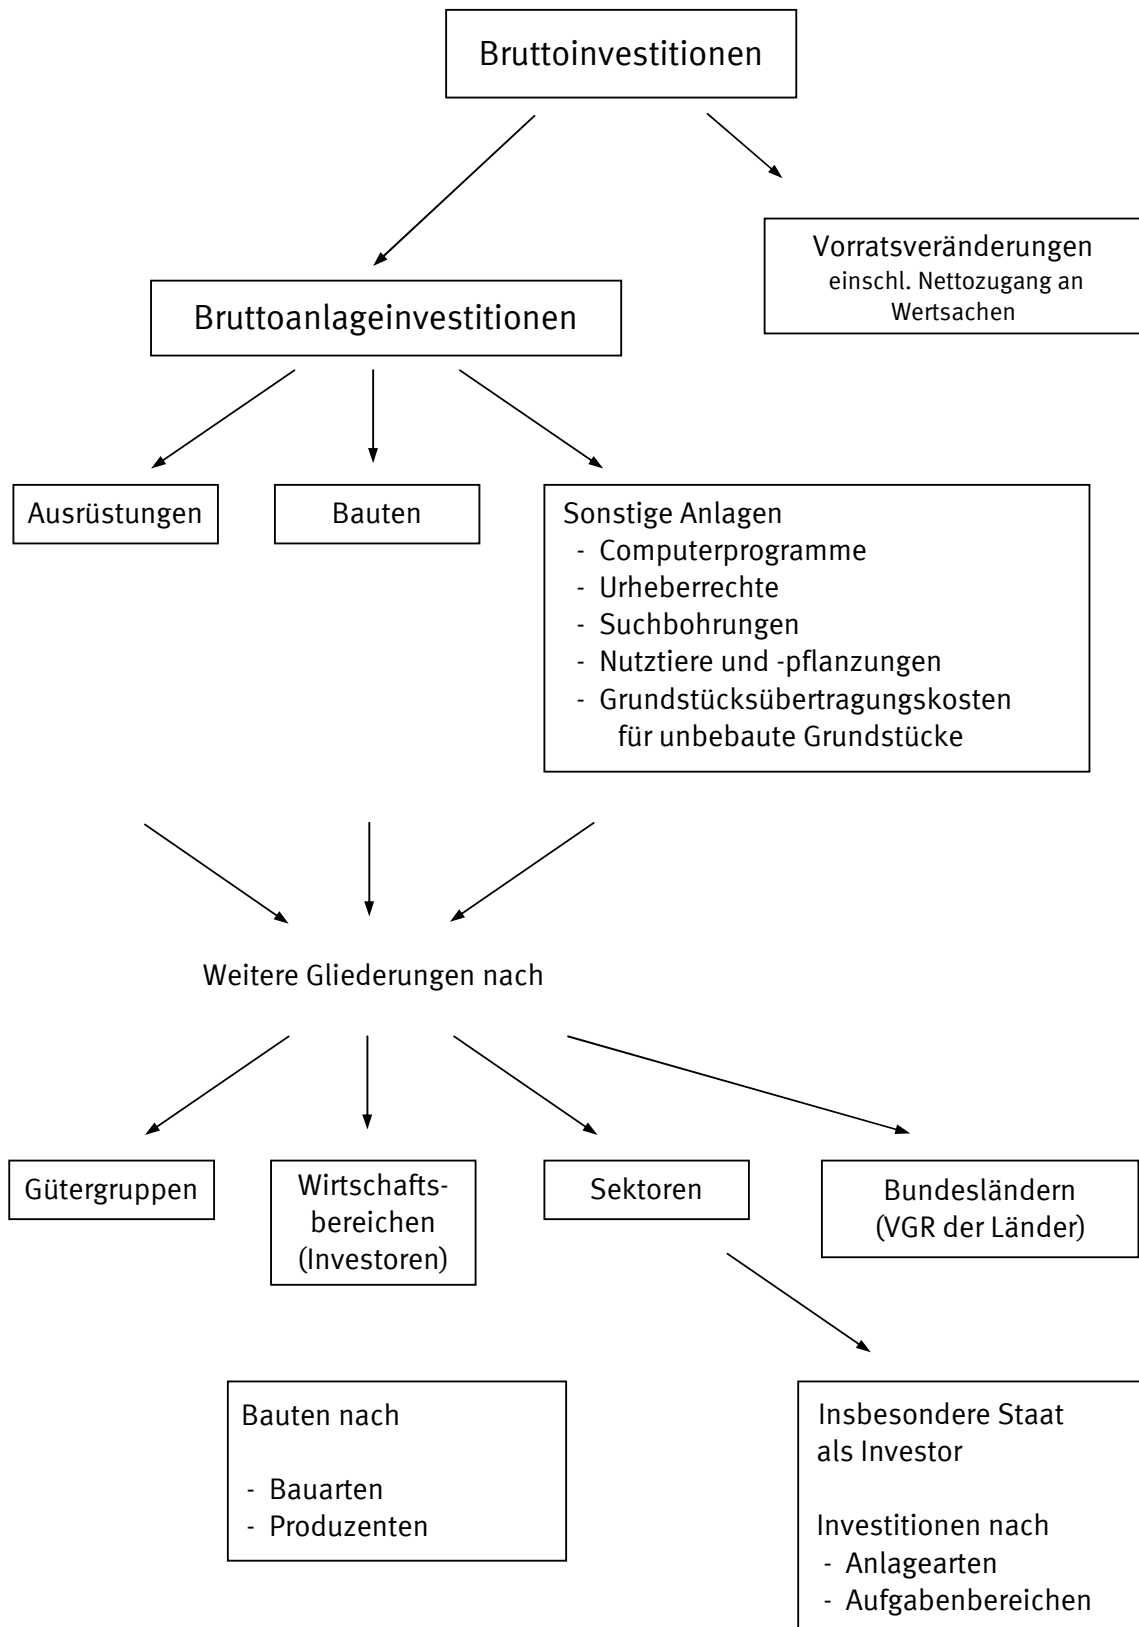 Bruttoinvestitionen
Vorratsveränderungen
einschl. Nettozugang an
Wertsachen
Bruttoanlageinvestitionen
Ausrüstungen
Bauten
Sonstige Anlagen
- Computerprogramme
- Urheberrechte
- Suchbohrungen
- Nutztiere und -pflanzungen
- Grundstücksübertragungskosten
für unbebaute Grundstücke
Weitere Gliederungen nach
Gütergruppen
Wirtschafts-
bereichen
(Investoren)
Sektoren
Bundesländern
(VGR der Länder)
Bauten nach
- Bauarten
- Produzenten
Insbesondere Staat
als Investor
Investitionen nach
- Anlagearten
- Aufgabenbereichen